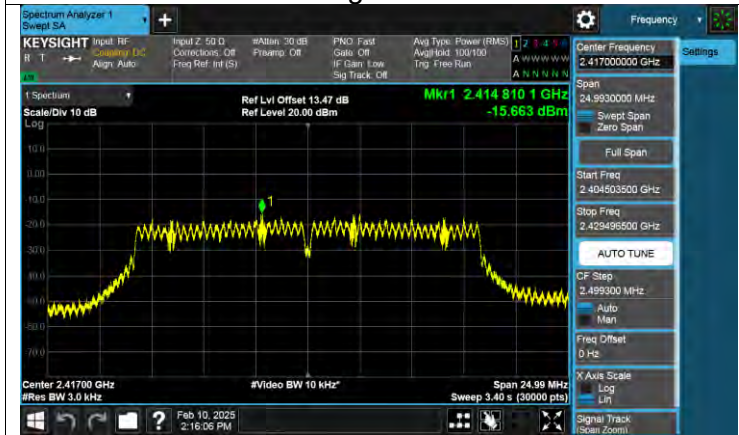 Spectrum Analyzer 1
Swept SA
Frequency
KEYSIGHT
R T
Input: RF
Coupling: DC
Align: Auto
Input Z: 50 Ω
Corrections: Off
Freq Ref: Int (S)
#Atten: 30 dB
Preamp: Off
PNO: Fast
Gate: Off
IF Gain: Low
Sig Track: Off
Avg Type: Power (RMS)
Avg|Hold: 100/100
Trig: Free Run
1 2 3 4 5 6
A W W W W W
A N N N N N
1 Spectrum
Scale/Div 10 dB
Log
Ref Lvl Offset 13.47 dB
Ref Level 20.00 dBm
Mkr1 2.414 810 1 GHz
-15.663 dBm
10.0
0.00
-10.0
-20.0
-30.0
-40.0
-50.0
-70.0
1
Center 2.41700 GHz
#Res BW 3.0 kHz
#Video BW 10 kHz*
Span 24.99 MHz
Sweep 3.40 s (30000 pts)
Feb 10, 2025
2:16:06 PM
Center Frequency
2.417000000 GHz
Settings
Span
24.9930000 MHz
Swept Span
Zero Span
Full Span
Start Freq
2.404503500 GHz
Stop Freq
2.429496500 GHz
AUTO TUNE
CF Step
2.499300 MHz
Auto
Man
Freq Offset
0 Hz
X Axis Scale
Log
Lin
Signal Track
(Span Zoom)